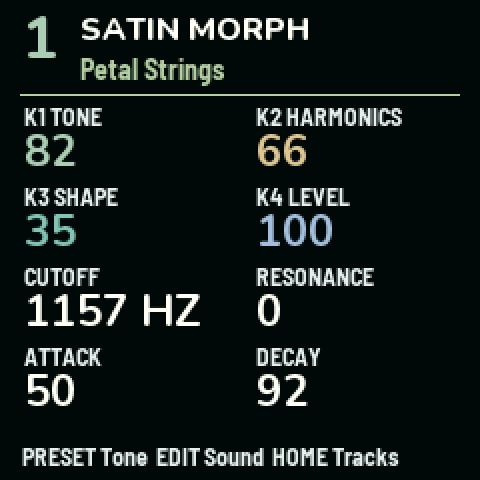 1 SATIN MORPH
Petal Strings
K1 TONE K2 HARMONICS
82 66
K3 SHAPE K4 LEVEL
35 100
CUTOFF RESONANCE
1157 HZ 0
ATTACK DECAY
50 92
PRESET Tone EDIT Sound HOME Tracks